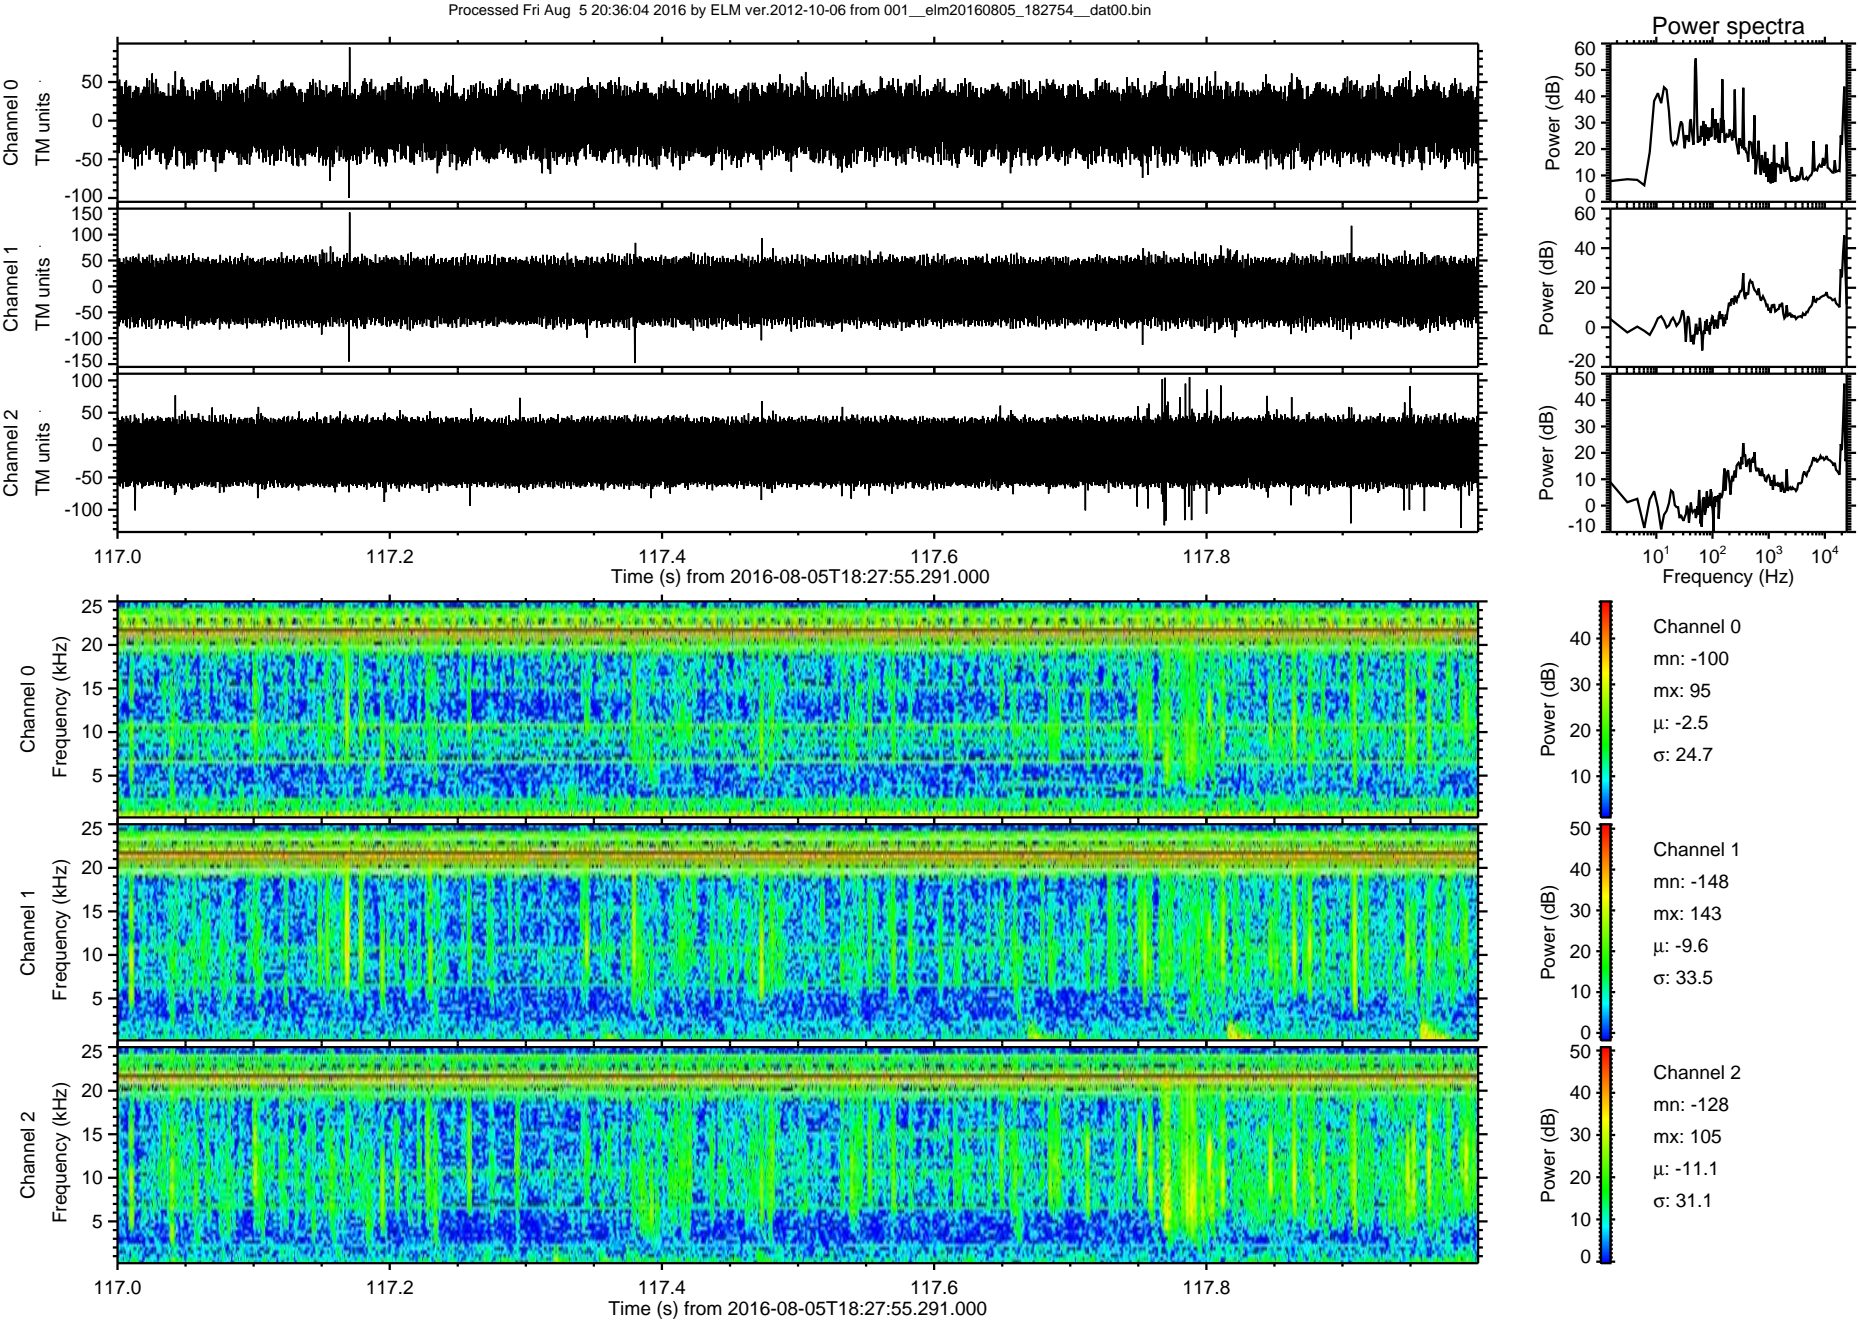 Processed Fri Aug  5 20:36:04 2016 by ELM ver.2012-10-06 from 001__elm20160805_182754__dat00.bin
Power spectra
Channel 0
TM units
50
0
-50
-100
Power (dB)
60
50
40
30
20
10
0
Channel 1
TM units
150
100
50
0
-50
-100
-150
Power (dB)
60
40
20
0
-20
Channel 2
TM units
100
50
0
-50
-100
Power (dB)
50
40
30
20
10
0
-10
117.0 117.2 117.4 117.6 117.8
Time (s) from 2016-08-05T18:27:55.291.000
10¹ 10² 10³ 10⁴
Frequency (Hz)
Channel 0
Frequency (kHz)
25
20
15
10
5
Power (dB)
40
30
20
10
Channel 0
mn: -100
mx: 95
μ: -2.5
σ: 24.7
Channel 1
Frequency (kHz)
25
20
15
10
5
Power (dB)
50
40
30
20
10
0
Channel 1
mn: -148
mx: 143
μ: -9.6
σ: 33.5
Channel 2
Frequency (kHz)
25
20
15
10
5
Power (dB)
50
40
30
20
10
0
Channel 2
mn: -128
mx: 105
μ: -11.1
σ: 31.1
117.0 117.2 117.4 117.6 117.8
Time (s) from 2016-08-05T18:27:55.291.000